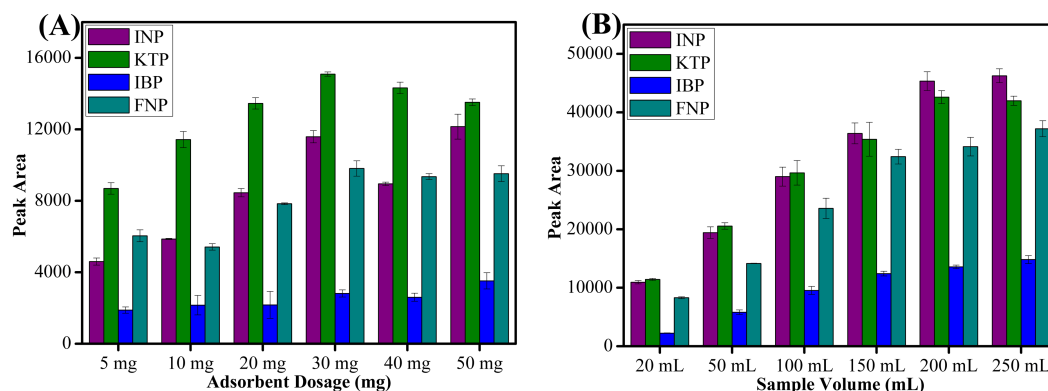 (A)
INP
KTP
IBP
FNP
16000
12000
8000
4000
0
Peak Area
5 mg 10 mg 20 mg 30 mg 40 mg 50 mg
Adsorbent Dosage (mg)
(B)
INP
KTP
IBP
FNP
50000
40000
30000
20000
10000
0
Peak Area
20 mL 50 mL 100 mL 150 mL 200 mL 250 mL
Sample Volume (mL)